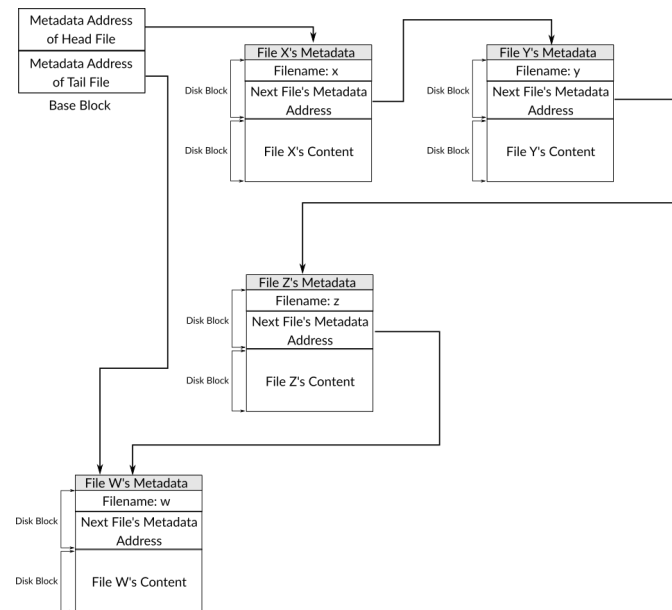 Metadata Address
of Head File
Metadata Address
of Tail File
Base Block
File X's Metadata
Filename: x
Next File's Metadata
Address
File X's Content
Disk Block
Disk Block
File Y's Metadata
Filename: y
Next File's Metadata
Address
File Y's Content
Disk Block
Disk Block
File Z's Metadata
Filename: z
Next File's Metadata
Address
File Z's Content
Disk Block
Disk Block
File W's Metadata
Filename: w
Next File's Metadata
Address
File W's Content
Disk Block
Disk Block